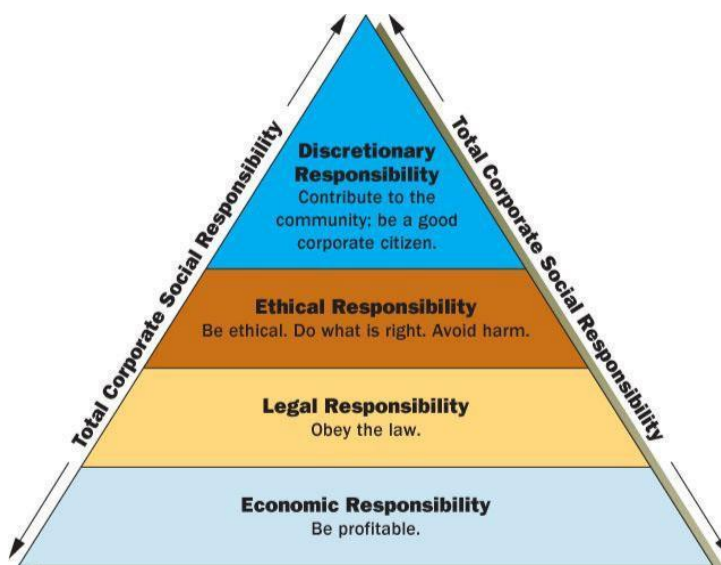 Total Corporate Social Responsibility
Total Corporate Social Responsibility
Discretionary
Responsibility
Contribute to the
community; be a good
corporate citizen.
Ethical Responsibility
Be ethical. Do what is right. Avoid harm.
Legal Responsibility
Obey the law.
Economic Responsibility
Be profitable.